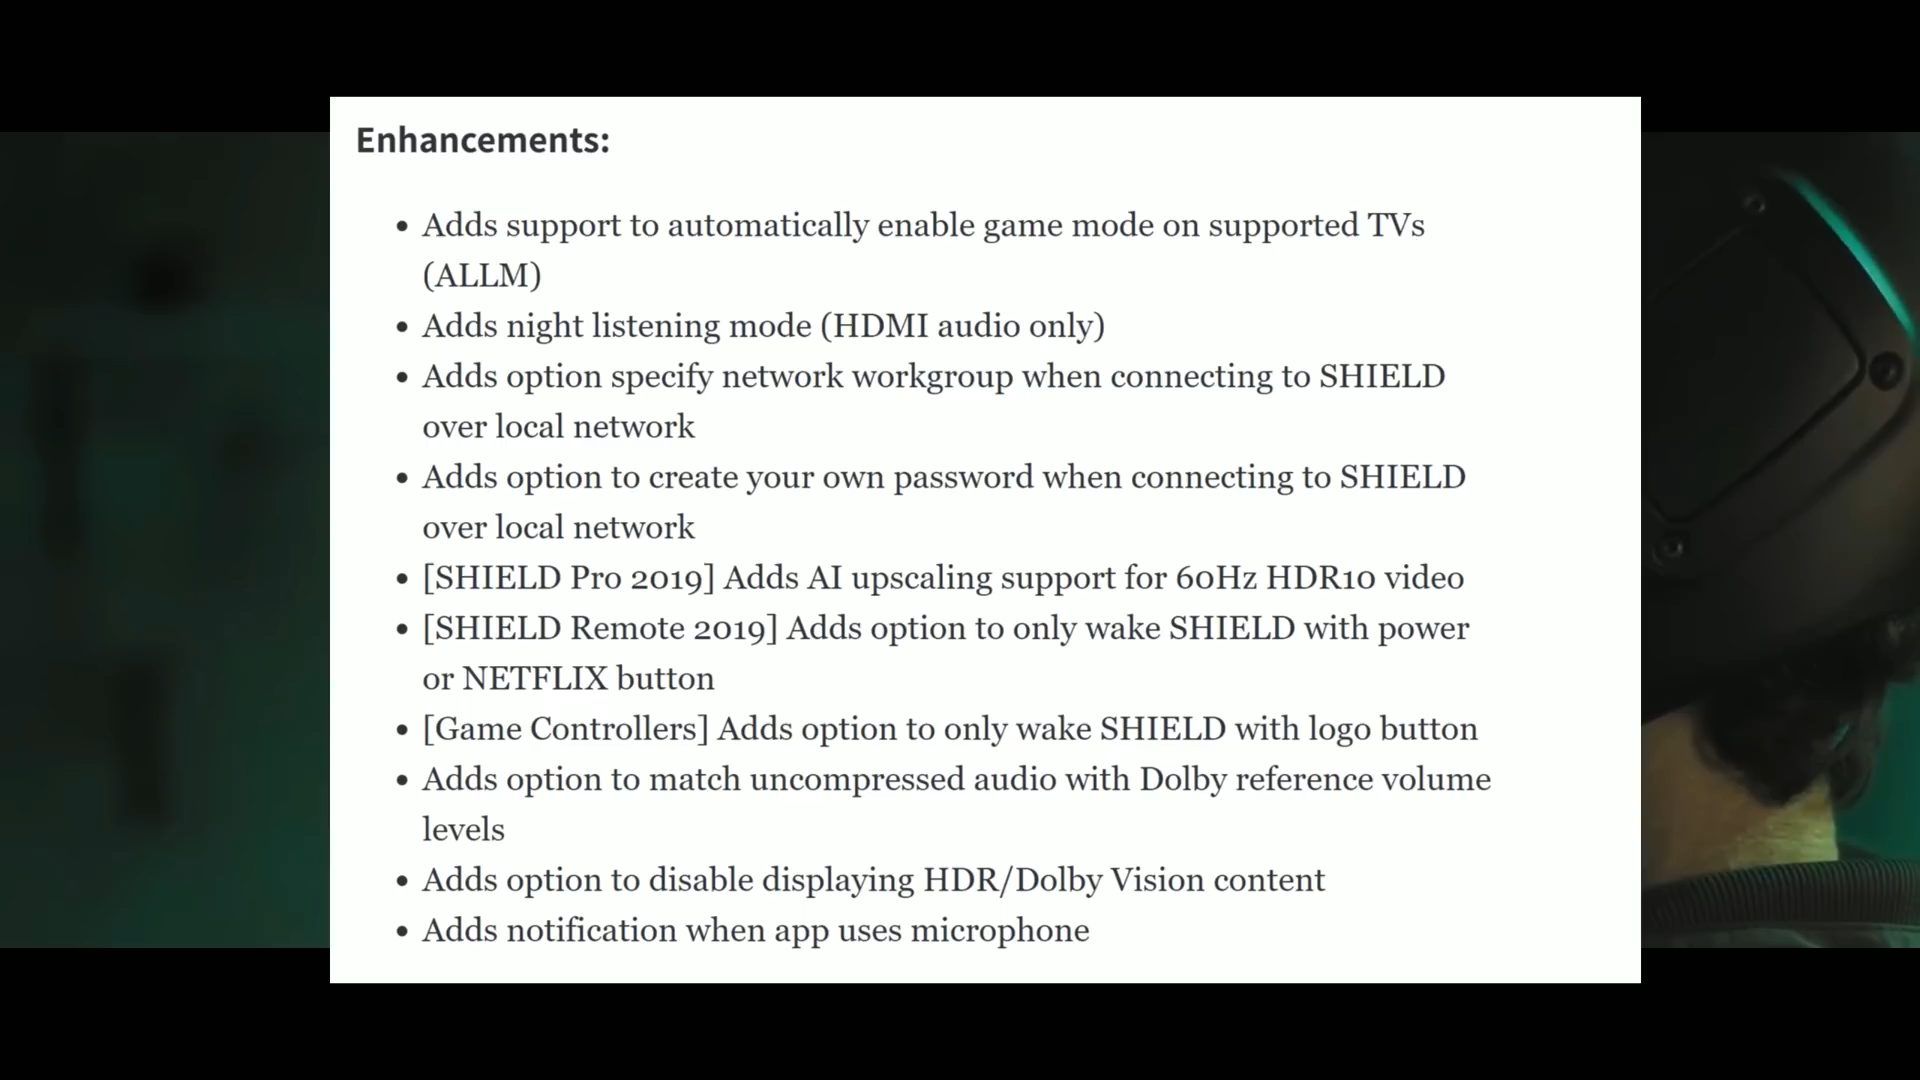 Enhancements:
• Adds support to automatically enable game mode on supported TVs
(ALLM)
• Adds night listening mode (HDMI audio only)
• Adds option specify network workgroup when connecting to SHIELD
over local network
• Adds option to create your own password when connecting to SHIELD
over local network
• [SHIELD Pro 2019] Adds AI upscaling support for 60Hz HDR10 video
• [SHIELD Remote 2019] Adds option to only wake SHIELD with power
or NETFLIX button
• [Game Controllers] Adds option to only wake SHIELD with logo button
• Adds option to match uncompressed audio with Dolby reference volume
levels
• Adds option to disable displaying HDR/Dolby Vision content
• Adds notification when app uses microphone